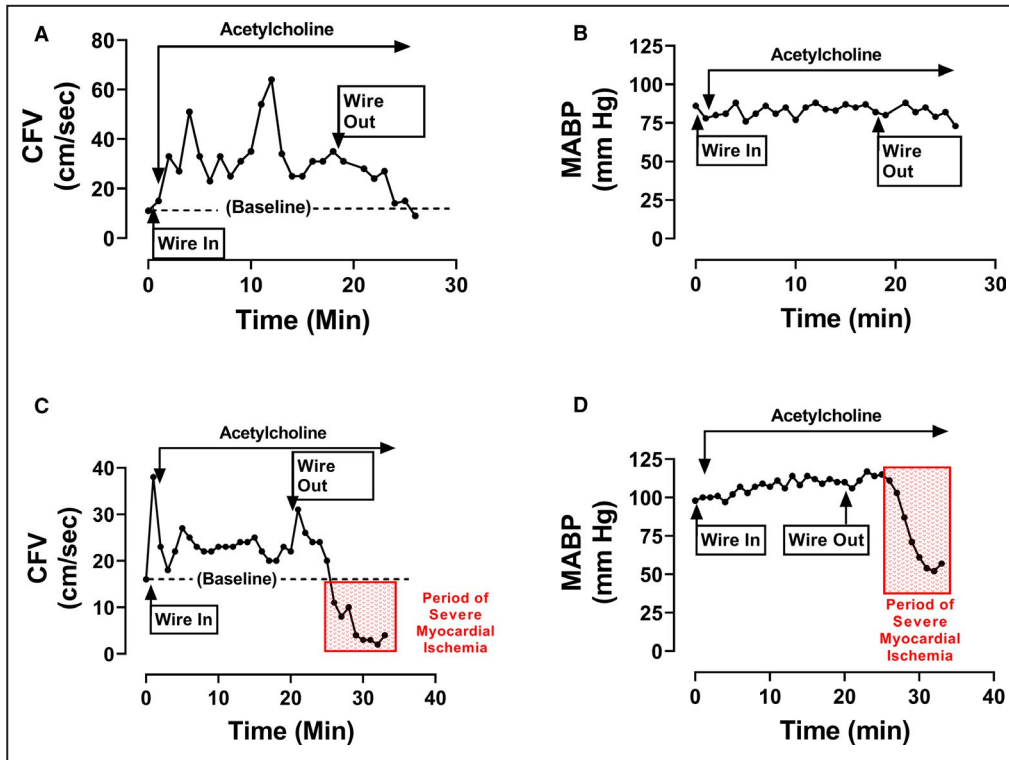 A
Acetylcholine
80
60
40
20
0
CFV
(cm/sec)
Wire
Out
(Baseline)
Wire In
0
10
20
30
Time (Min)
B
Acetylcholine
125
100
75
50
25
0
MABP
(mm Hg)
Wire In
Wire
Out
0
10
20
30
Time (min)
C
Acetylcholine
40
30
20
10
0
CFV
(cm/sec)
Wire
Out
(Baseline)
Wire In
Period of
Severe
Myocardial
Ischemia
0
10
20
30
40
Time (Min)
D
Acetylcholine
125
100
75
50
25
0
MABP
(mm Hg)
Wire In
Wire Out
Period of
Severe
Myocardial
Ischemia
0
10
20
30
40
Time (min)